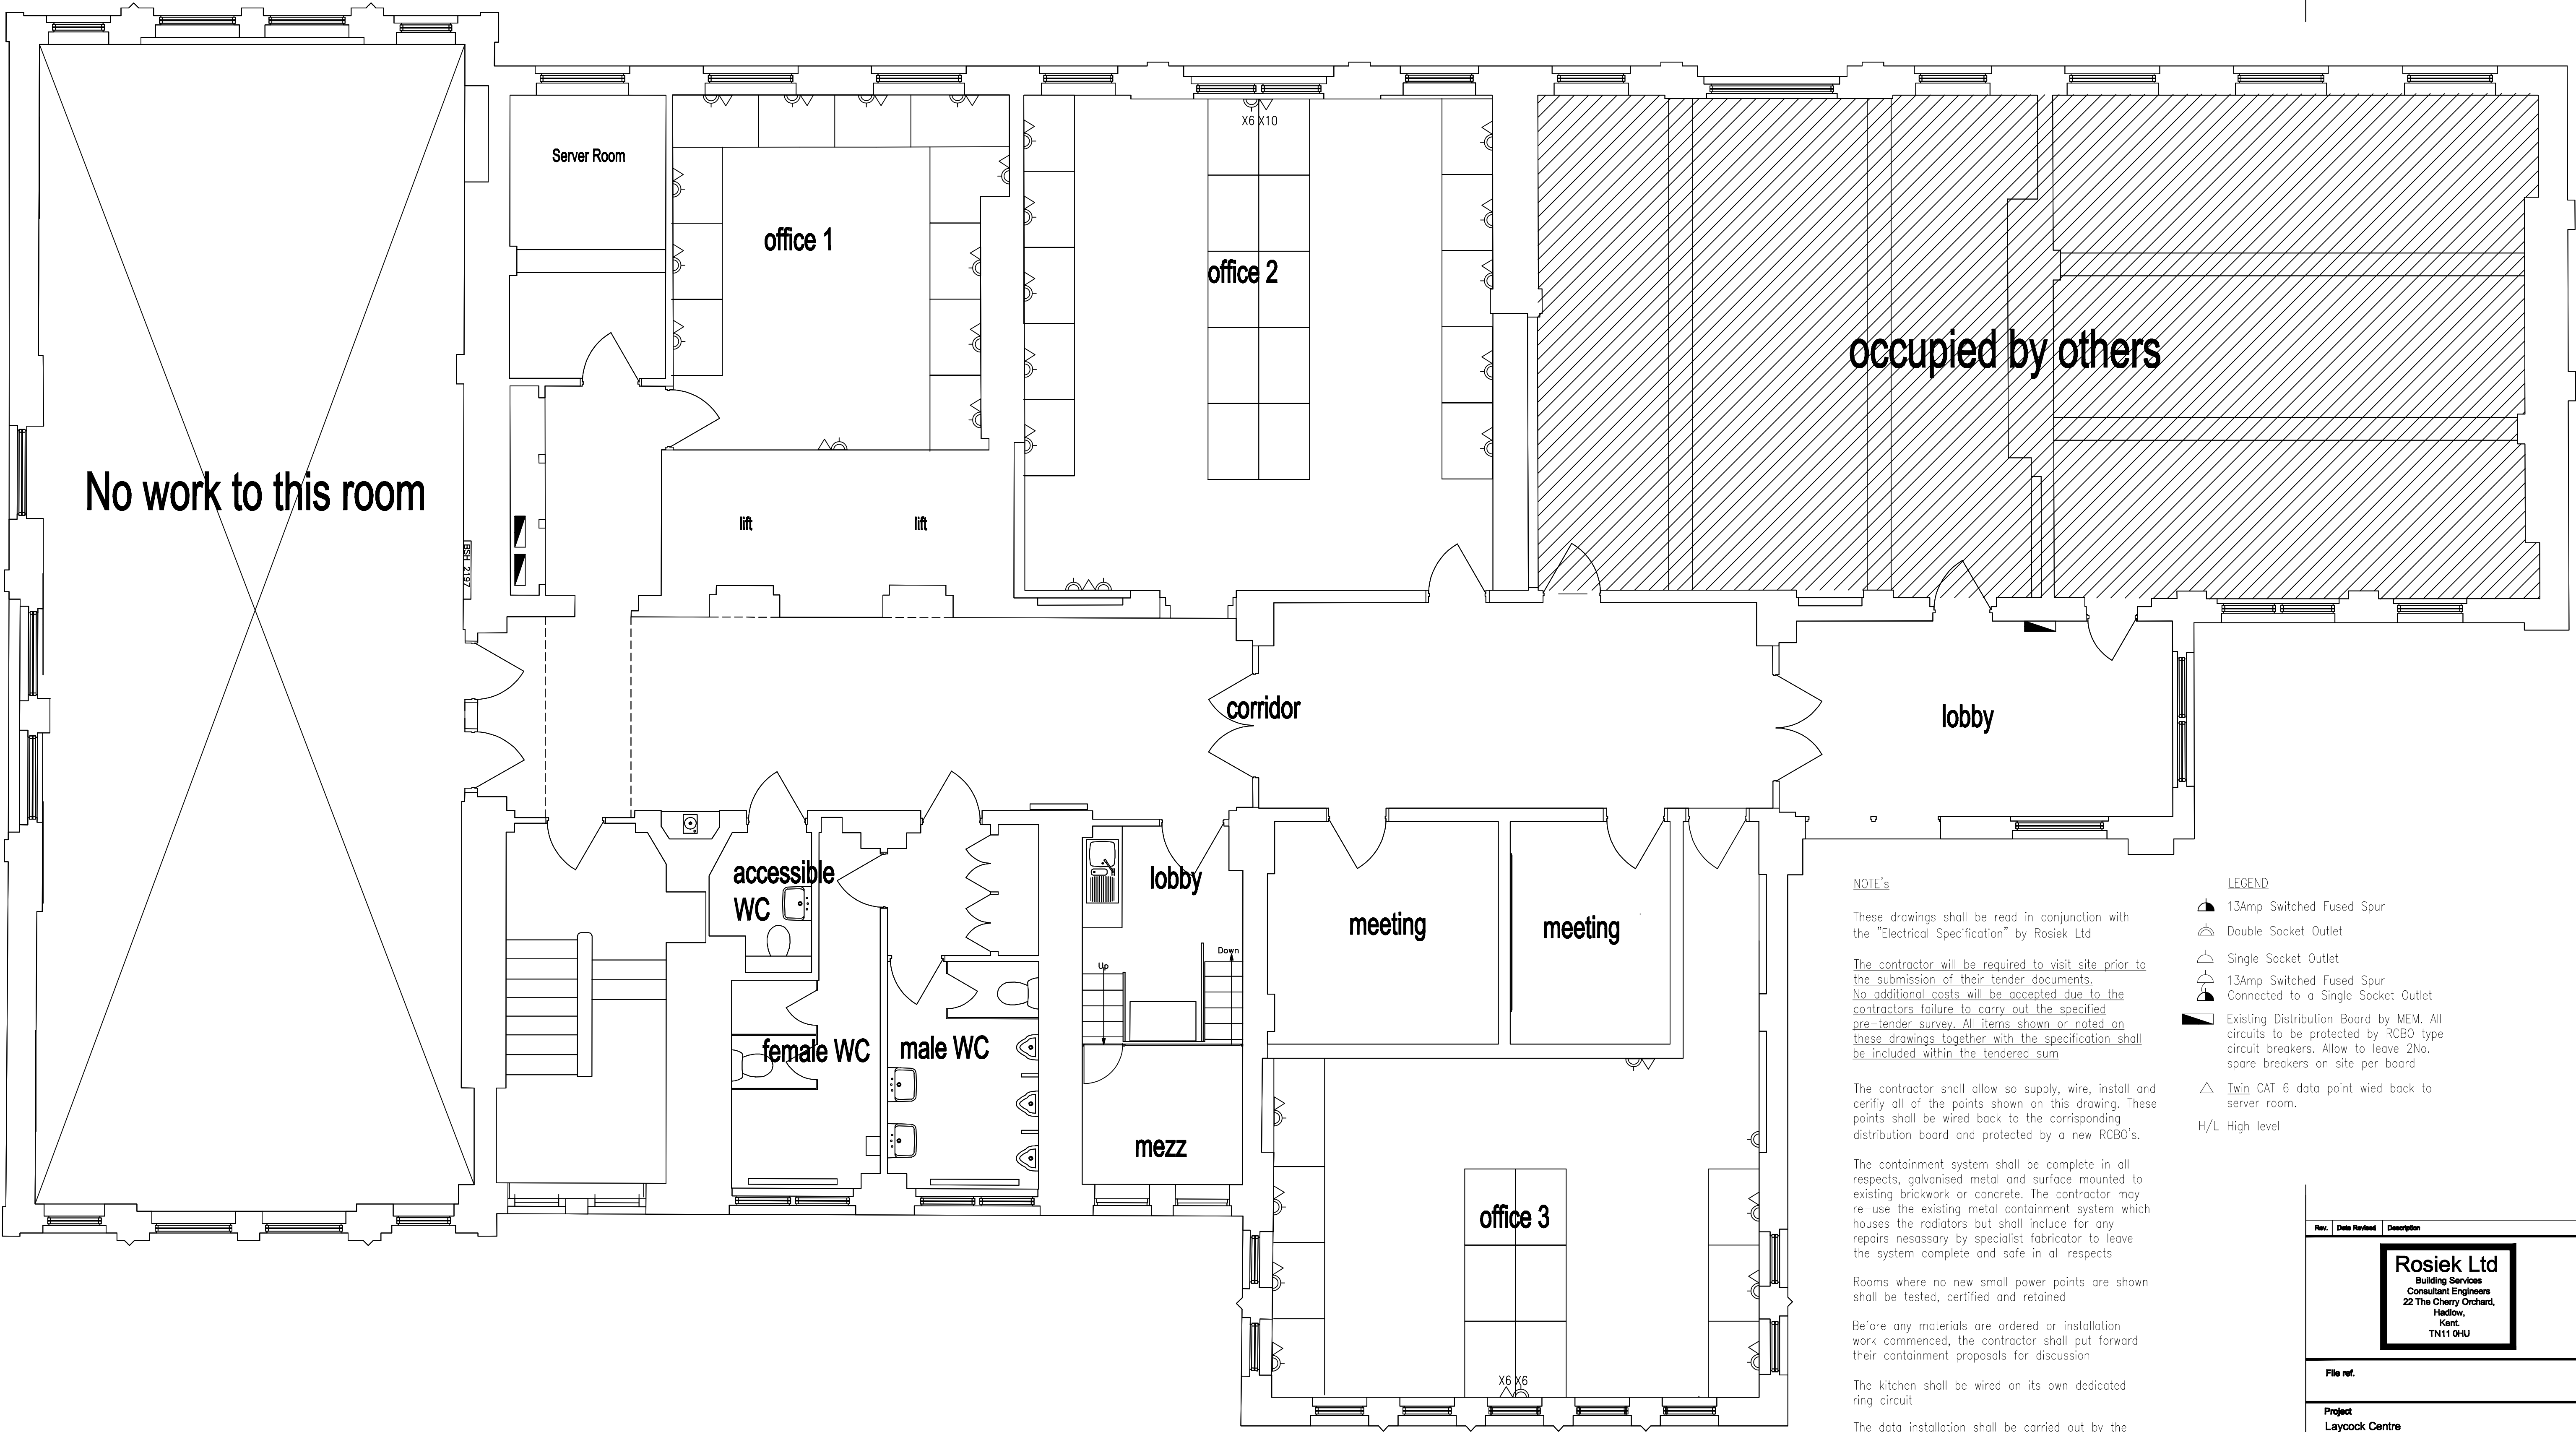 Server Room
office 1
X6 X10
office 2
occupied by others
No work to this room
lift
lift
BSH 2197
corridor
lobby
accessible
WC
lobby
meeting
meeting
Up
Down
female WC
male WC
mezz
office 3
X6 X6
NOTE's
These drawings shall be read in conjunction with
the "Electrical Specification" by Rosiek Ltd
The contractor will be required to visit site prior to
the submission of their tender documents.
No additional costs will be accepted due to the
contractors failure to carry out the specified
pre-tender survey. All items shown or noted on
these drawings together with the specification shall
be included within the tendered sum
The contractor shall allow so supply, wire, install and
cerifiy all of the points shown on this drawing. These
points shall be wired back to the corrisponding
distribution board and protected by a new RCBO's.
The containment system shall be complete in all
respects, galvanised metal and surface mounted to
existing brickwork or concrete. The contractor may
re-use the existing metal containment system which
houses the radiators but shall include for any
repairs nesassary by specialist fabricator to leave
the system complete and safe in all respects
Rooms where no new small power points are shown
shall be tested, certified and retained
Before any materials are ordered or installation
work commenced, the contractor shall put forward
their containment proposals for discussion
The kitchen shall be wired on its own dedicated
ring circuit
The data installation shall be carried out by the
LEGEND
13Amp Switched Fused Spur
Double Socket Outlet
Single Socket Outlet
13Amp Switched Fused Spur
Connected to a Single Socket Outlet
Existing Distribution Board by MEM. All
circuits to be protected by RCBO type
circuit breakers. Allow to leave 2No.
spare breakers on site per board
Twin CAT 6 data point wied back to
server room.
H/L High level
Rev. Date Revised Description
Rosiek Ltd
Building Services
Consultant Engineers
22 The Cherry Orchard,
Hadlow,
Kent.
TN11 0HU
File ref.
Project
Laycock Centre